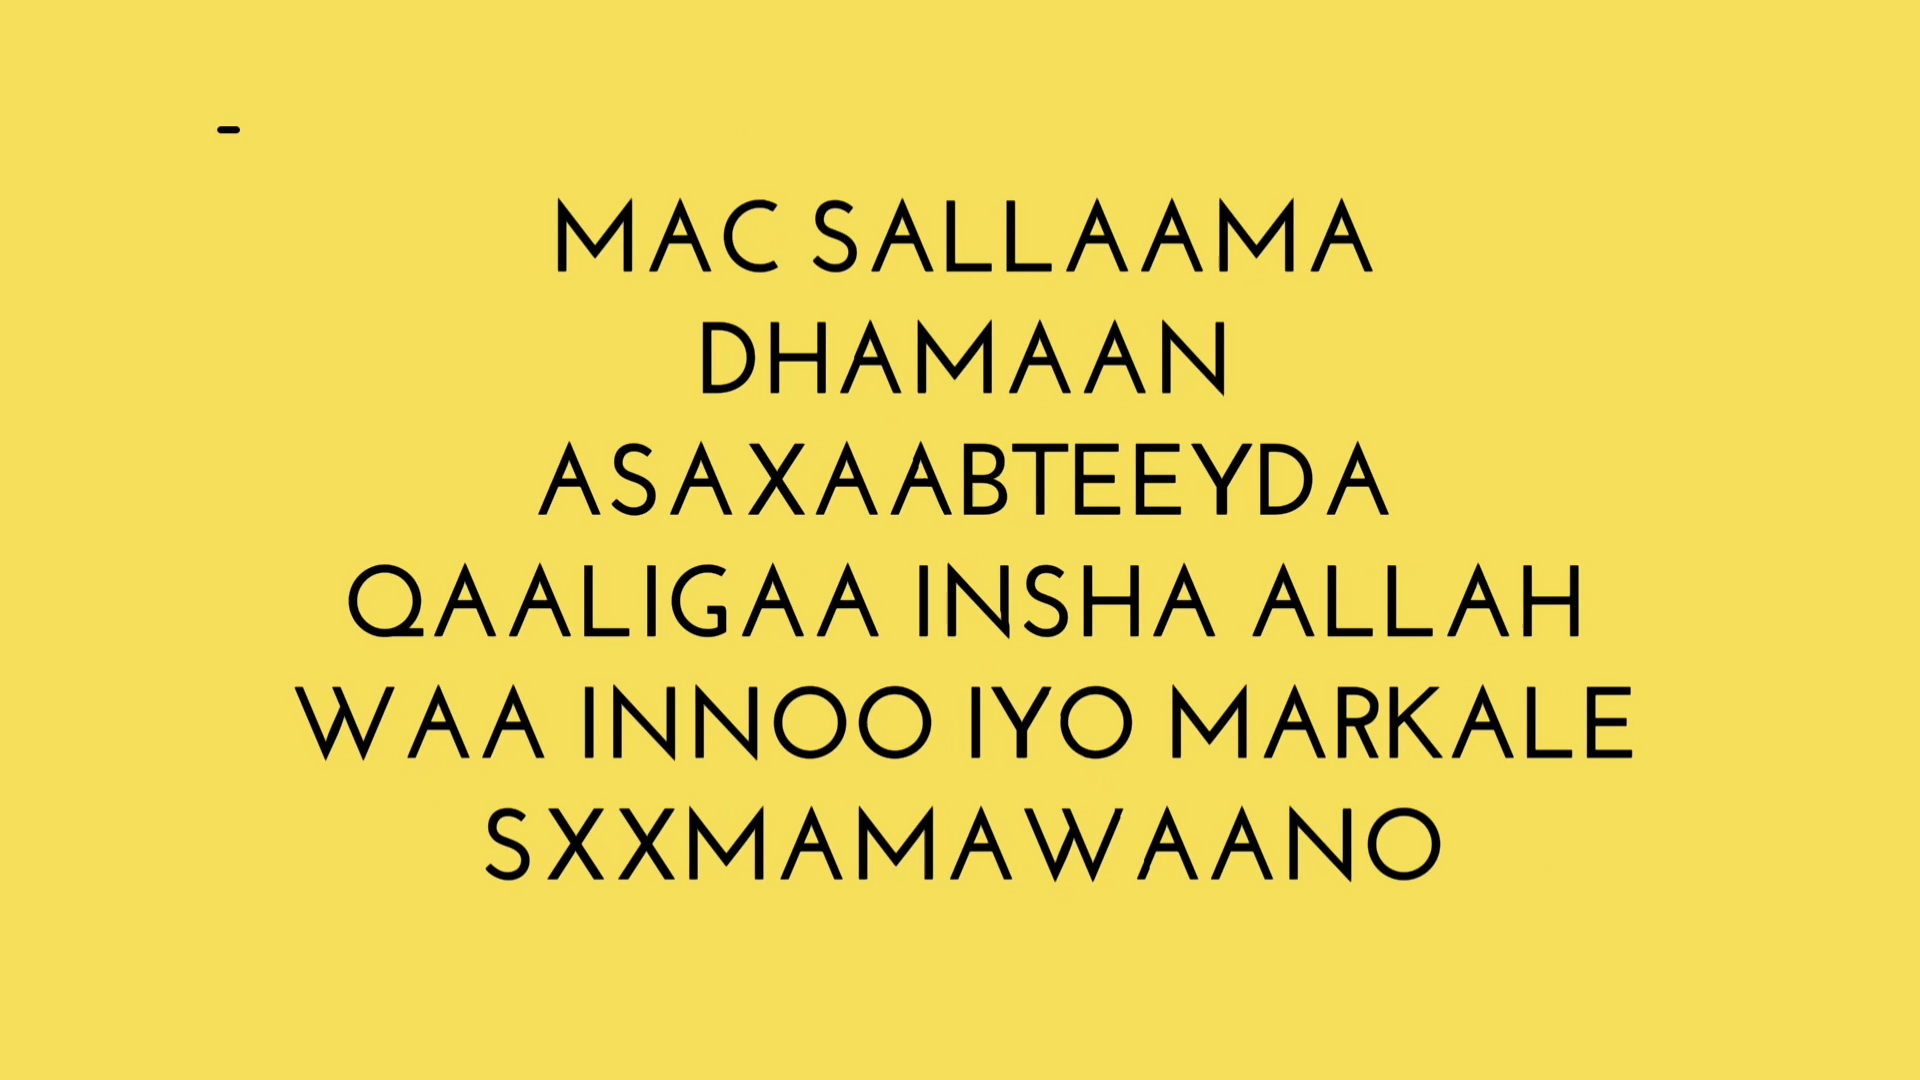 -
MAC SALLAAMA
DHAMAAN
ASAXAABTEEYDA
QAALIGAA INSHA ALLAH
WAA INNOO IYO MARKALE
SXXMAMAWAANO